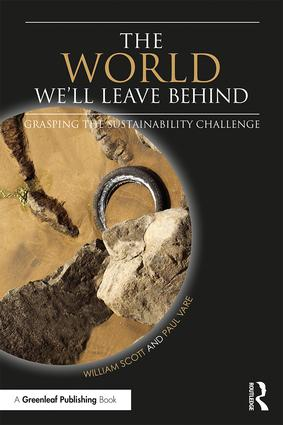 THE
WORLD
WE'LL LEAVE BEHIND
GRASPING THE SUSTAINABILITY CHALLENGE
WILLIAM SCOTT AND PAUL VARE
A Greenleaf Publishing Book
ROUTLEDGE